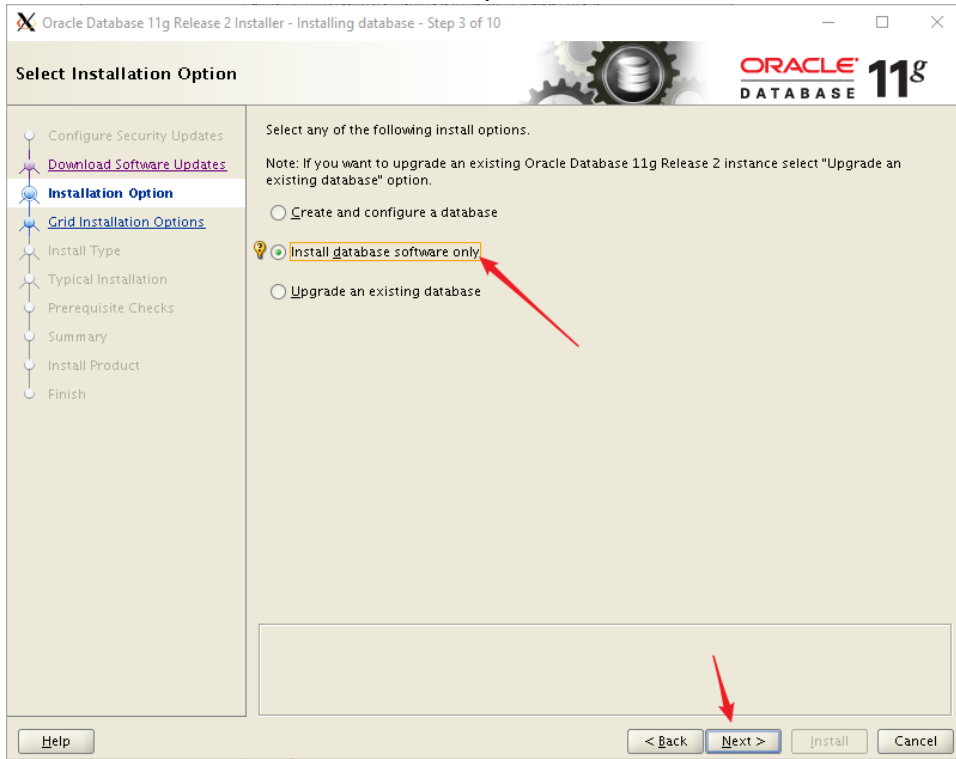 Oracle Database 11g Release 2 Installer - Installing database - Step 3 of 10
Select Installation Option
ORACLE 11g
DATABASE
Configure Security Updates
Download Software Updates
Installation Option
Grid Installation Options
Install Type
Typical Installation
Prerequisite Checks
Summary
Install Product
Finish
Select any of the following install options.
Note: If you want to upgrade an existing Oracle Database 11g Release 2 instance select "Upgrade an
existing database" option.
Create and configure a database
Install database software only
Upgrade an existing database
Help
< Back
Next >
Install
Cancel